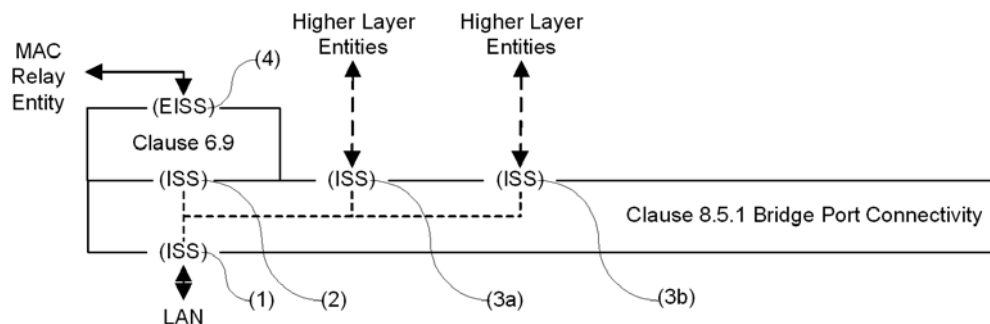 Higher Layer
Entities
Higher Layer
Entities
MAC
Relay
Entity
(4)
(EISS)
Clause 6.9
(ISS)
(ISS)
(ISS)
Clause 8.5.1 Bridge Port Connectivity
(ISS)
(1)
(2)
(3a)
(3b)
LAN